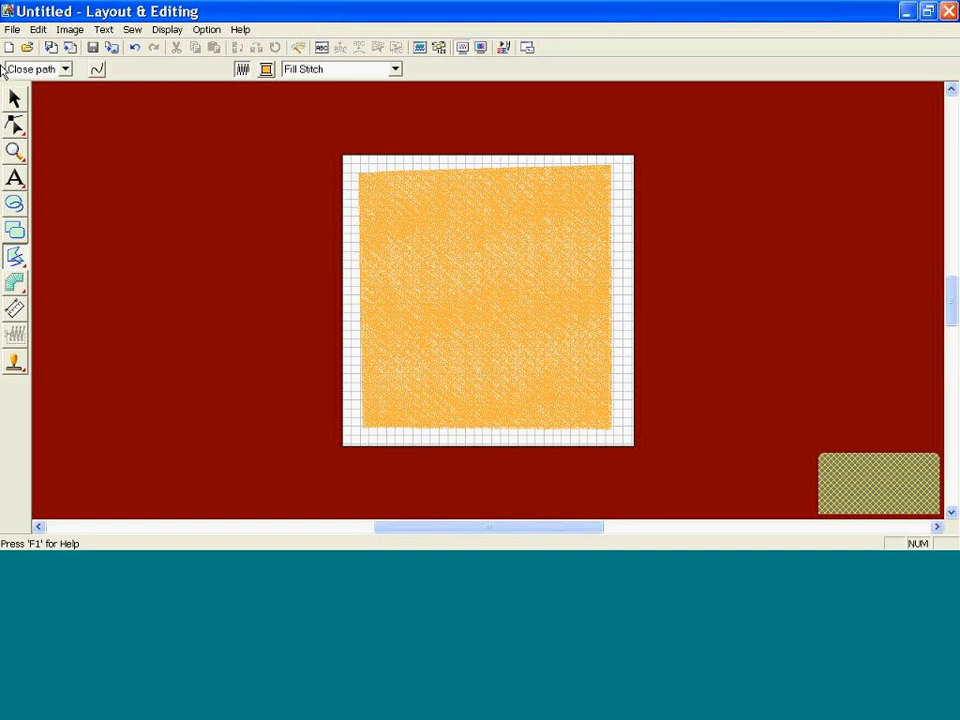 Untitled - Layout & Editing
File Edit Image Text Sew Display Option Help
ABC
Close path
Fill Stitch
A
Press 'F1' for Help
NUM